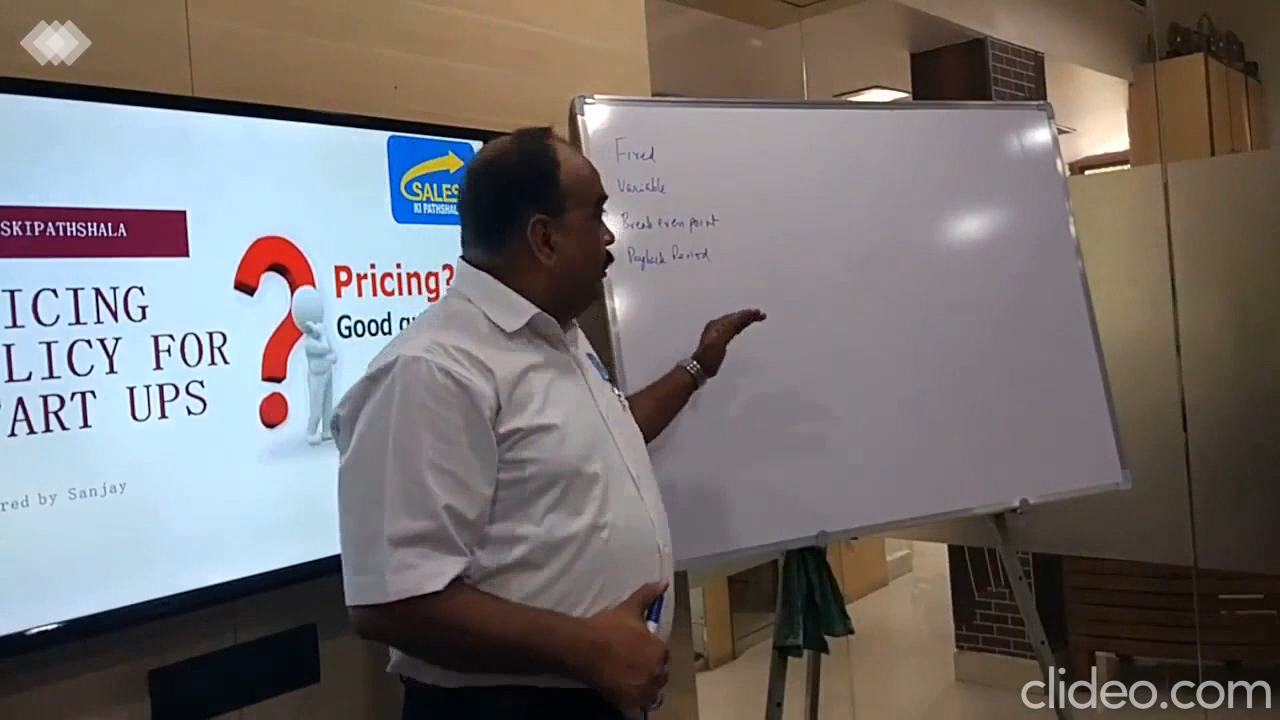 SKIPATHSHALA
ICING
LICY FOR
ART UPS
red by Sanjay
Pricing?
Good
SALES
KI PATHSHAL
Fixed
Variable
Break even point
Payback Period
clideo.com